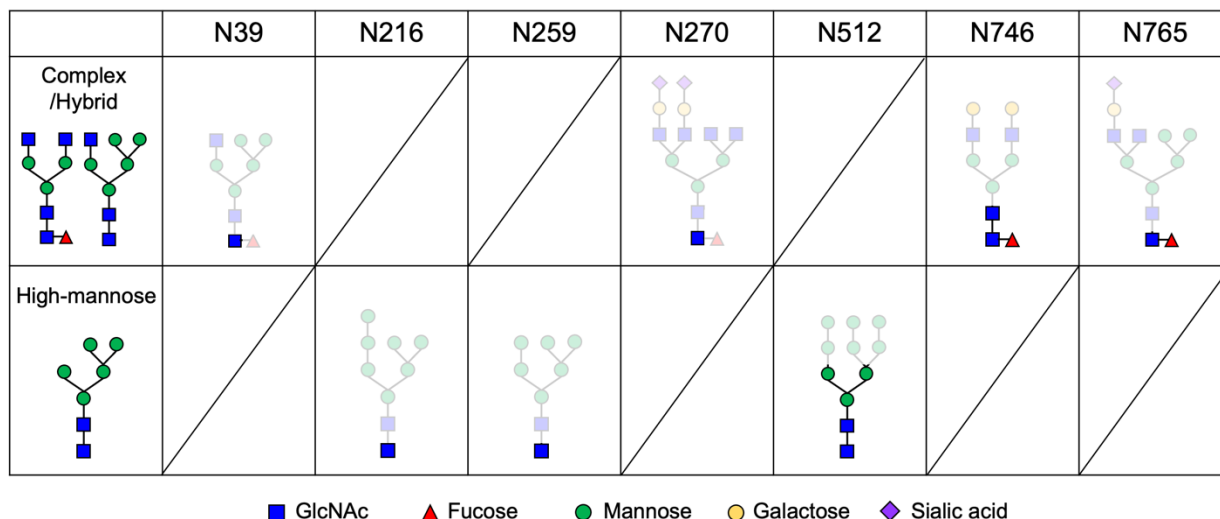 N39 N216 N259 N270 N512 N746 N765
Complex
/Hybrid
High-mannose
GlcNAc Fucose Mannose Galactose Sialic acid